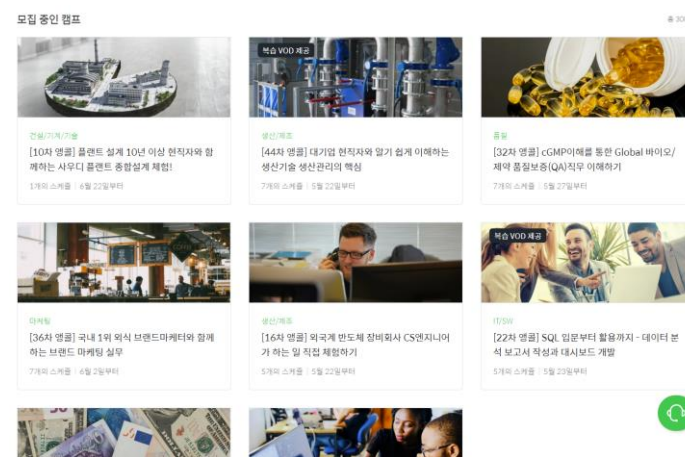 모집 중인 캠프
복습 VOD 제공
건설/기계/기술
[10차 앵콜] 플랜트 설계 10년 이상 현직자와 함
께하는 사우디 플랜트 종합설계 체험!
1개의 스케줄 | 6월 22일부터
생산/제조
[44차 앵콜] 대기업 현직자와 알기 쉽게 이해하는
생산기술 생산관리의 핵심
7개의 스케줄 | 5월 22일부터
품질
[32차 앵콜] cGMP이해를 통한 Global 바이오/
제약 품질보증(QA)직무 이해하기
7개의 스케줄 | 5월 27일부터
복습 VOD 제공
마케팅
[36차 앵콜] 국내 1위 외식 브랜드마케터와 함께
하는 브랜드 마케팅 실무
7개의 스케줄 | 6월 2일부터
생산/제조
[16차 앵콜] 외국계 반도체 장비회사 CS엔지니어
가 하는 일 직접 체험하기
5개의 스케줄 | 5월 22일부터
IT/SW
[22차 앵콜] SQL 입문부터 활용까지 - 데이터 분
석 보고서 작성과 대시보드 개발
5개의 스케줄 | 5월 23일부터